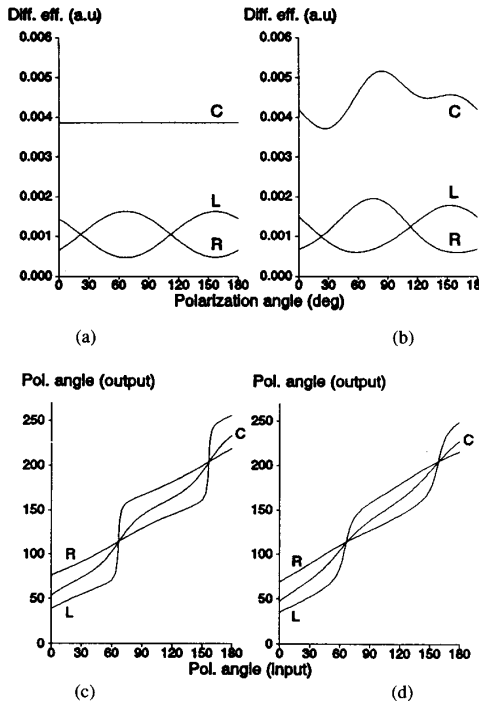 Diff. eff. (a.u)
0.006
0.005
0.004
0.003
0.002
0.001
0.000
C
L
R
0 30 60 90 120 150 180
Diff. eff. (a.u)
0.006
0.005
0.004
0.003
0.002
0.001
0.000
C
L
R
0 30 60 90 120 150 180
Polarization angle (deg)
(a)
(b)
Pol. angle (output)
250
200
150
100
50
0
C
R
L
0 30 60 90 120 150 180
Pol. angle (output)
250
200
150
100
50
0
C
R
L
0 30 60 90 120 150 180
Pol. angle (input)
(c)
(d)